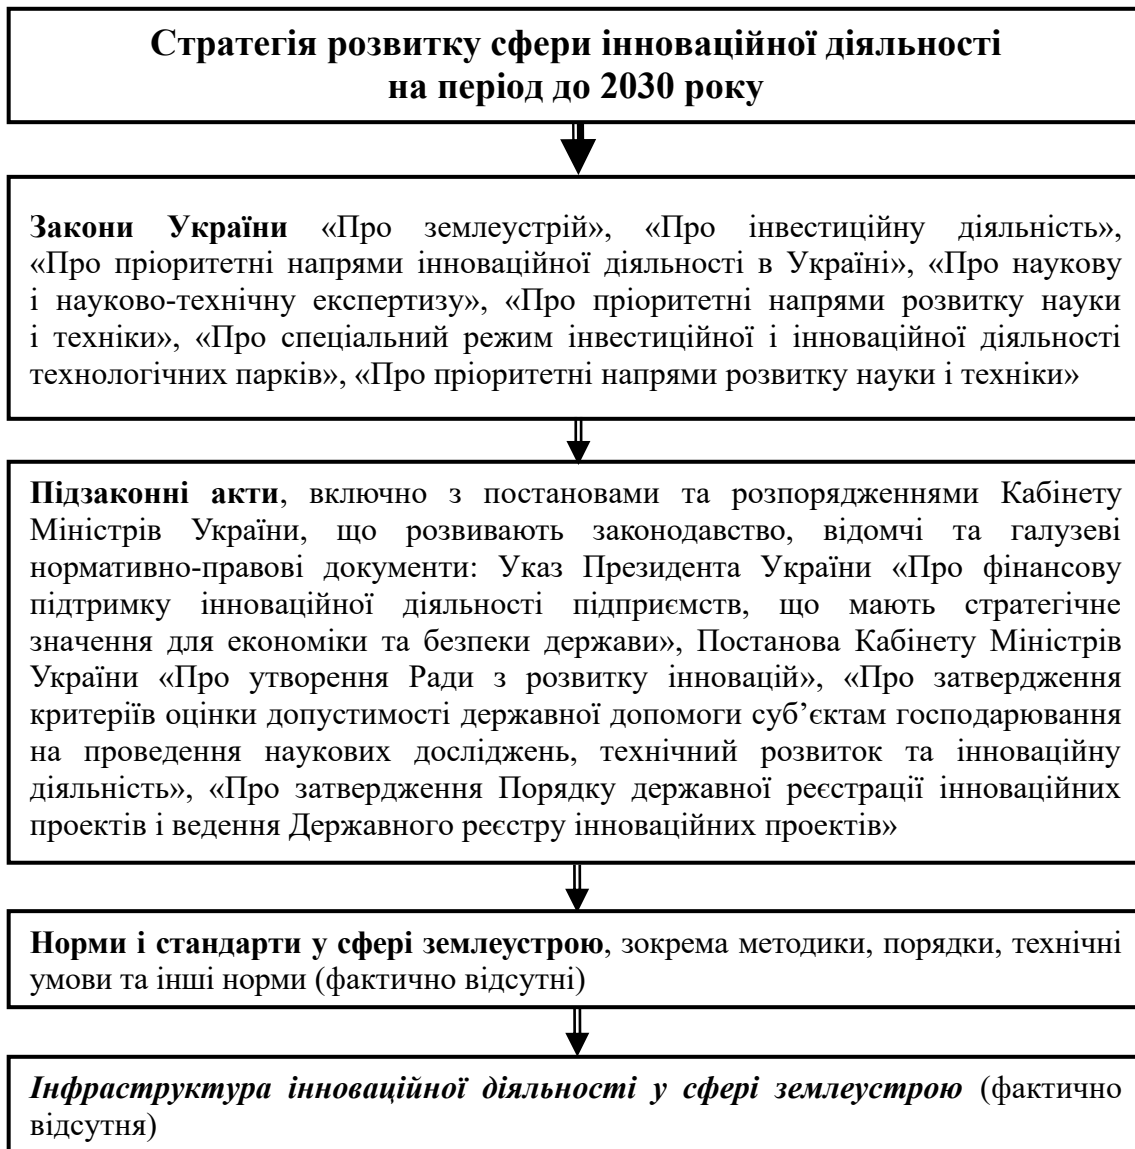 Стратегія розвитку сфери інноваційної діяльності
на період до 2030 року
Закони України «Про землеустрій», «Про інвестиційну діяльність»,
«Про пріоритетні напрями інноваційної діяльності в Україні», «Про наукову
і науково-технічну експертизу», «Про пріоритетні напрями розвитку науки
і техніки», «Про спеціальний режим інвестиційної і інноваційної діяльності
технологічних парків», «Про пріоритетні напрями розвитку науки і техніки»
Підзаконні акти, включно з постановами та розпорядженнями Кабінету
Міністрів України, що розвивають законодавство, відомчі та галузеві
нормативно-правові документи: Указ Президента України «Про фінансову
підтримку інноваційної діяльності підприємств, що мають стратегічне
значення для економіки та безпеки держави», Постанова Кабінету Міністрів
України «Про утворення Ради з розвитку інновацій», «Про затвердження
критеріїв оцінки допустимості державної допомоги суб’єктам господарювання
на проведення наукових досліджень, технічний розвиток та інноваційну
діяльність», «Про затвердження Порядку державної реєстрації інноваційних
проектів і ведення Державного реєстру інноваційних проектів»
Норми і стандарти у сфері землеустрою, зокрема методики, порядки, технічні
умови та інші норми (фактично відсутні)
Інфраструктура інноваційної діяльності у сфері землеустрою (фактично
відсутня)